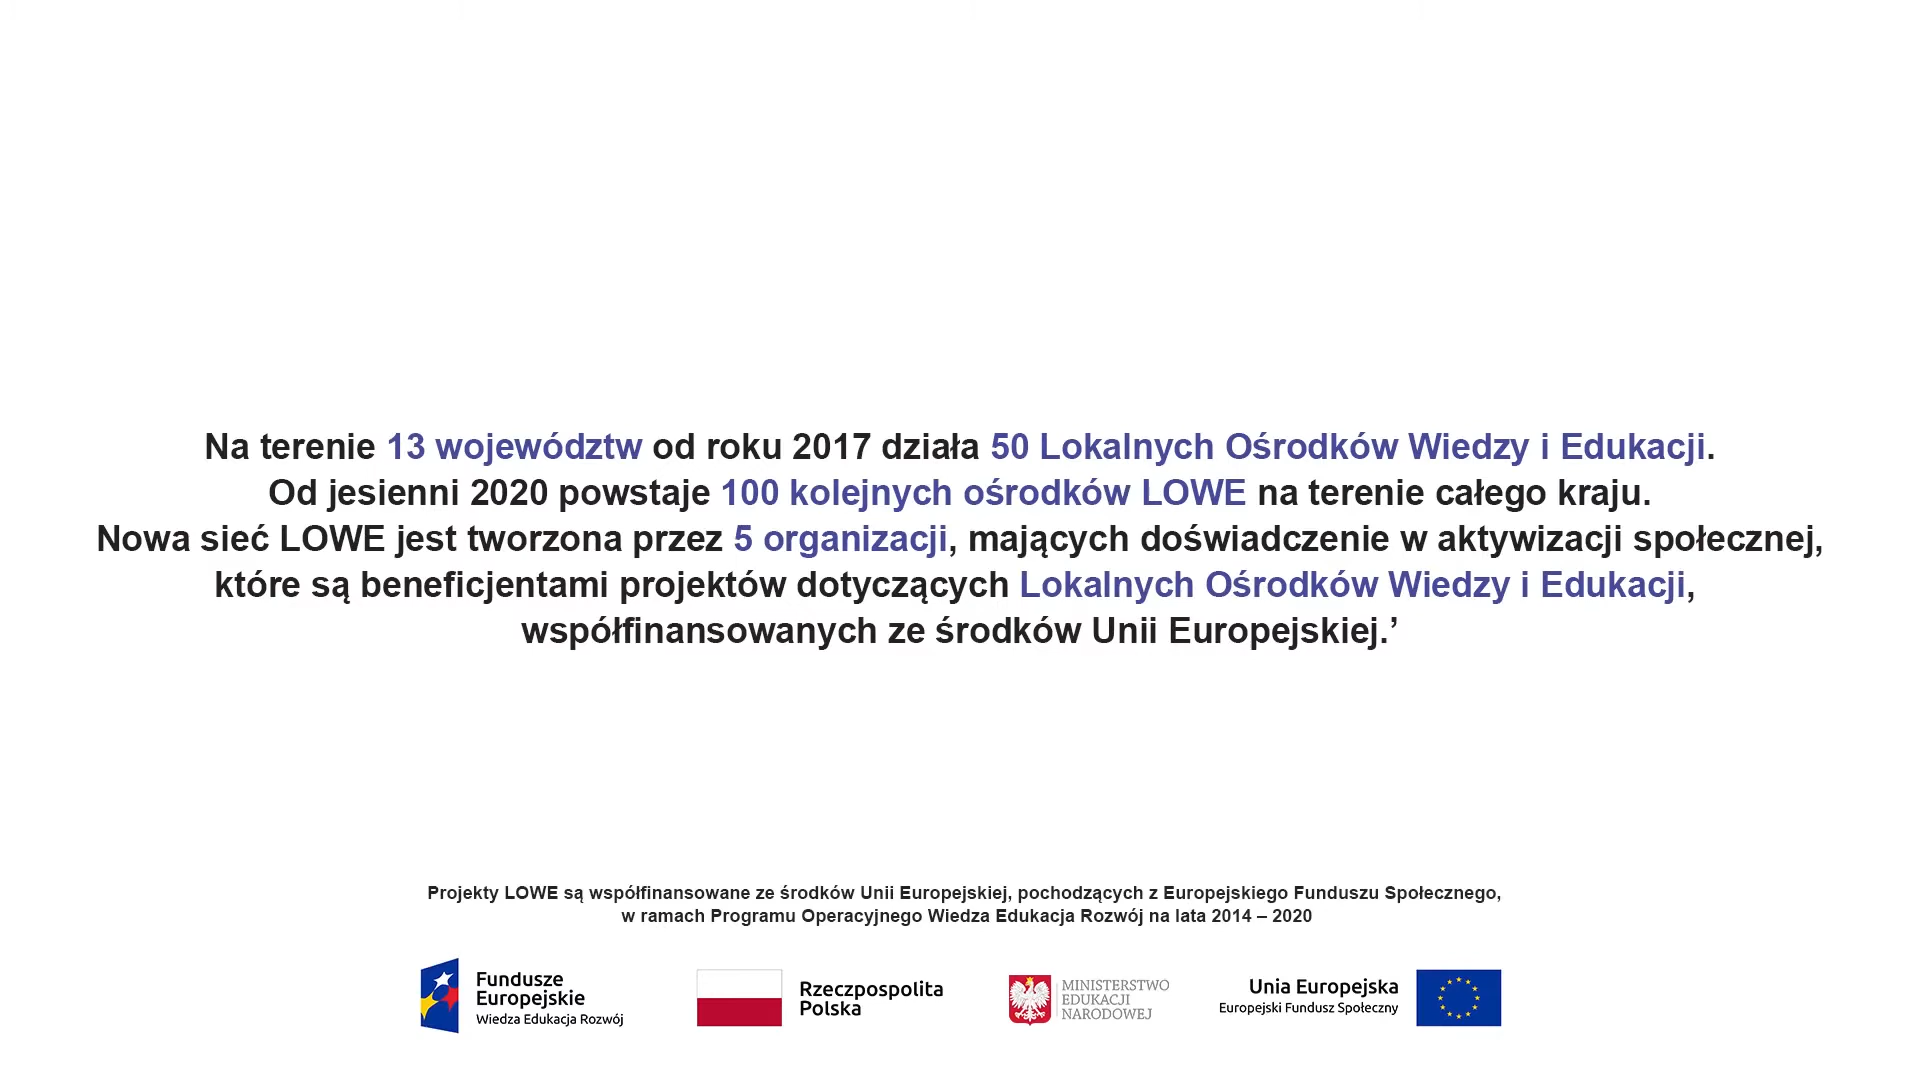 Na terenie 13 województw od roku 2017 działa 50 Lokalnych Ośrodków Wiedzy i Edukacji.
Od jesienni 2020 powstaje 100 kolejnych ośrodków LOWE na terenie całego kraju.
Nowa sieć LOWE jest tworzona przez 5 organizacji, mających doświadczenie w aktywizacji społecznej,
które są beneficjentami projektów dotyczących Lokalnych Ośrodków Wiedzy i Edukacji,
współfinansowanych ze środków Unii Europejskiej.’
Projekty LOWE są współfinansowane ze środków Unii Europejskiej, pochodzących z Europejskiego Funduszu Społecznego,
w ramach Programu Operacyjnego Wiedza Edukacja Rozwój na lata 2014 – 2020
Fundusze
Europejskie
Wiedza Edukacja Rozwój
Rzeczpospolita
Polska
MINISTERSTWO
EDUKACJI
NARODOWEJ
Unia Europejska
Europejski Fundusz Społeczny